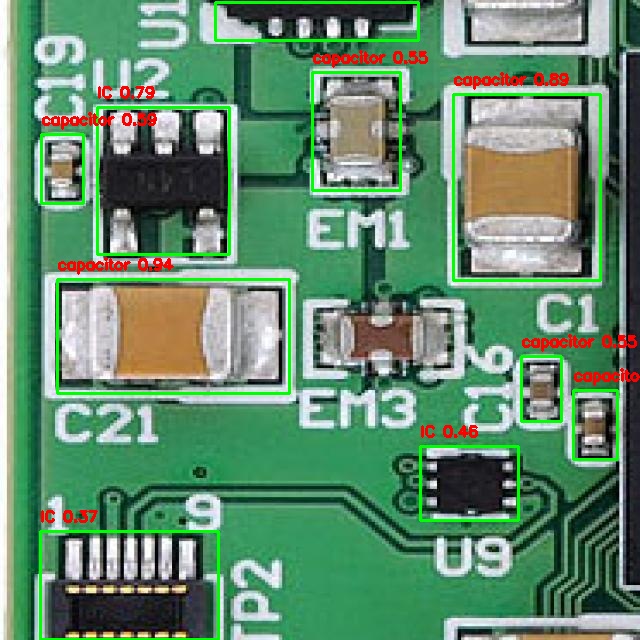 U1
capacitor 0.55
capacitor 0.89
C19
U2
IC 0.79
capacitor 0.59
EM1
capacitor 0.94
C1
capacitor 0.55
C16
capacito
EM3
C21
IC 0.46
1
9
IC 0.37
U9
TP2